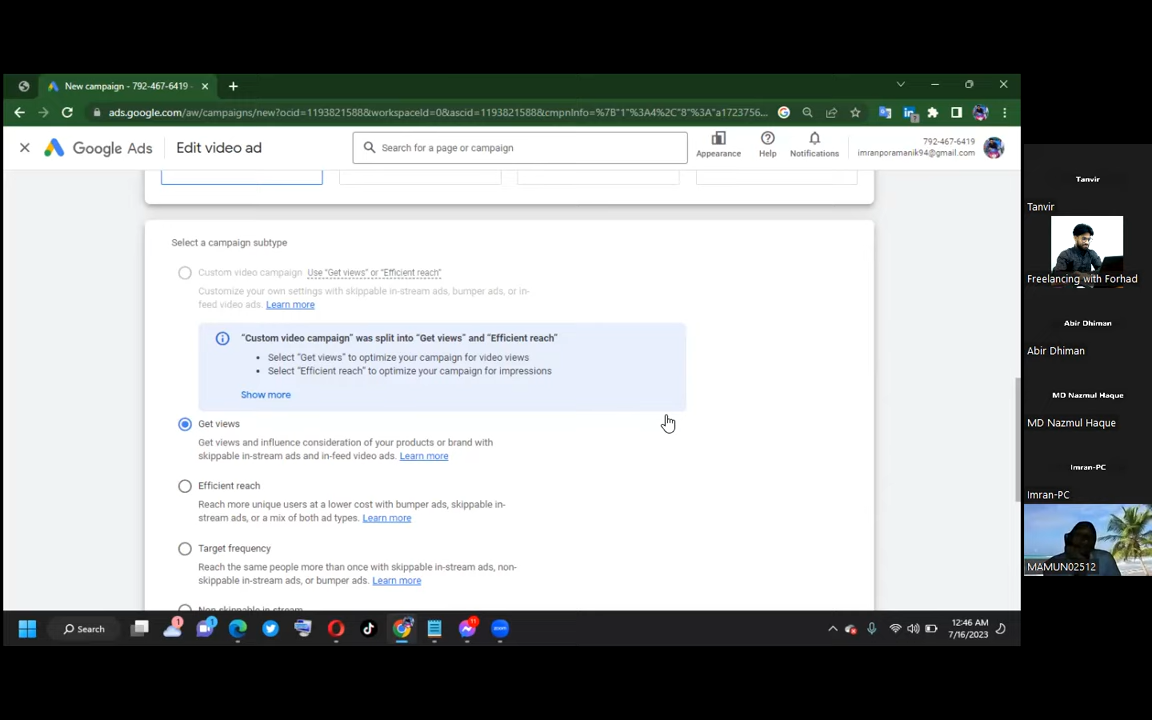 New campaign - 792-467-6419 -
ads.google.com/aw/campaigns/new?ocid=1193821588&workspaceId=0&ascid=1193821588&cmpnInfo=%7B"1"%3A4%2C"8"%3A"a1723756...
Google Ads
Edit video ad
Search for a page or campaign
Appearance
Help
Notifications
792-467-6419
imranporamanik94@gmail.com
Select a campaign subtype
Custom video campaign Use "Get views" or "Efficient reach"
Customize your own settings with skippable in-stream ads, bumper ads, or in-
feed video ads. Learn more
"Custom video campaign" was split into "Get views" and "Efficient reach"
• Select "Get views" to optimize your campaign for video views
• Select "Efficient reach" to optimize your campaign for impressions
Show more
Get views
Get views and influence consideration of your products or brand with
skippable in-stream ads and in-feed video ads. Learn more
Efficient reach
Reach more unique users at a lower cost with bumper ads, skippable in-
stream ads, or a mix of both ad types. Learn more
Target frequency
Reach the same people more than once with skippable in-stream ads, non-
skippable in-stream ads, or bumper ads. Learn more
Non-skippable in-stream
Search
1
1
11
12:46 AM
7/16/2023
Tanvir
Tanvir
Freelancing with Forhad
Abir Dhiman
Abir Dhiman
MD Nazmul Haque
MD Nazmul Haque
Imran-PC
Imran-PC
MAMUN02512